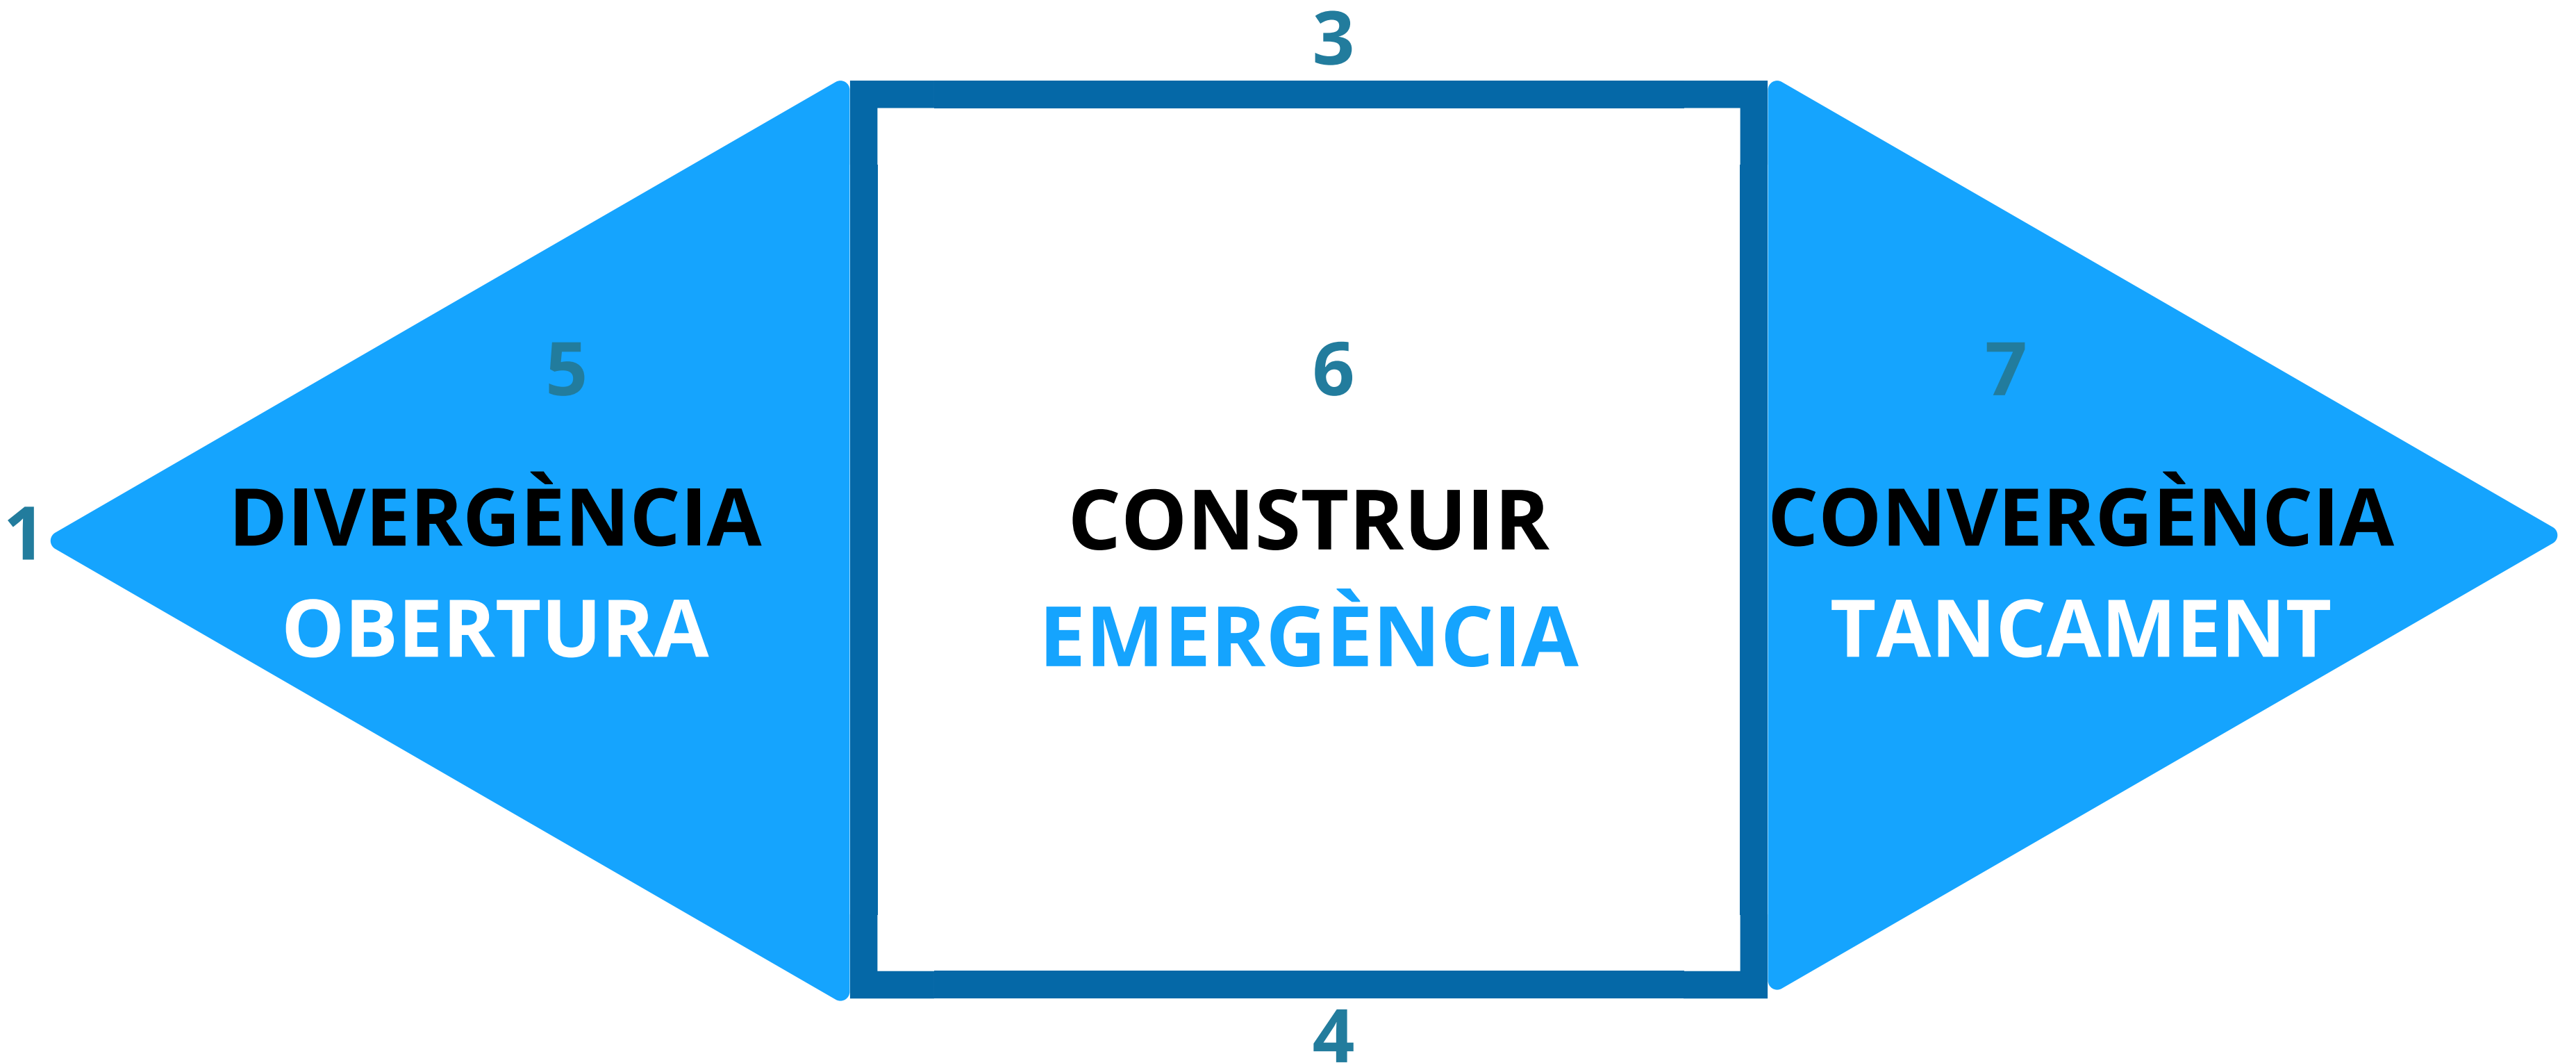 3
5
6
7
1
DIVERGÈNCIA
CONSTRUIR
CONVERGÈNCIA
OBERTURA
EMERGÈNCIA
TANCAMENT
4